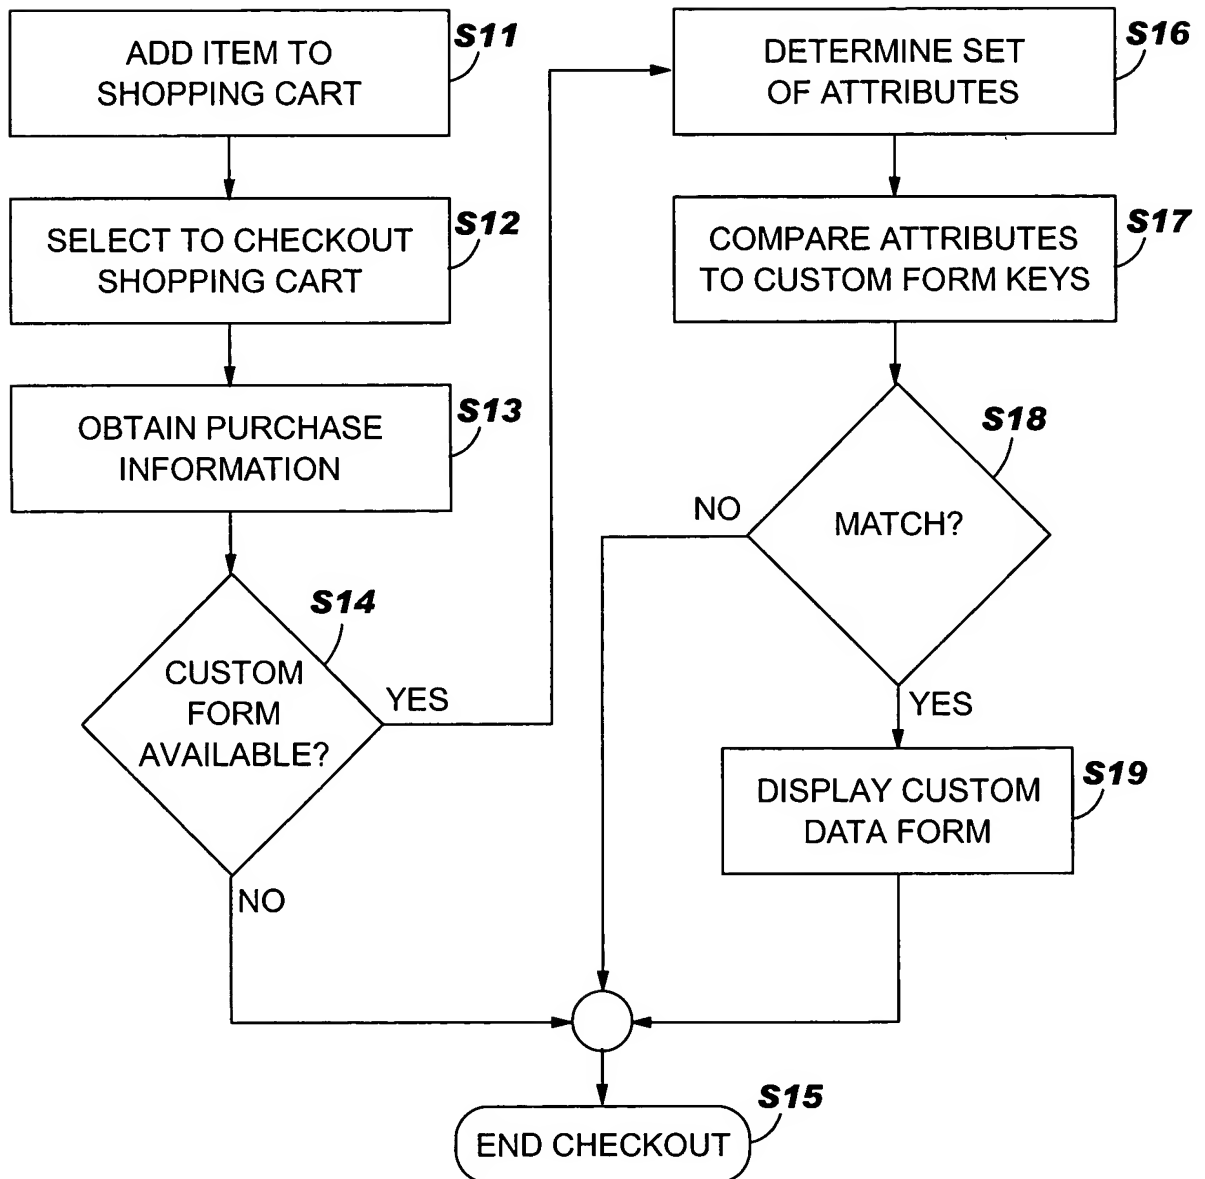 ADD ITEM TO
SHOPPING CART
S11
SELECT TO CHECKOUT
SHOPPING CART
S12
OBTAIN PURCHASE
INFORMATION
S13
CUSTOM
FORM
AVAILABLE?
S14
YES
NO
DETERMINE SET
OF ATTRIBUTES
S16
COMPARE ATTRIBUTES
TO CUSTOM FORM KEYS
S17
MATCH?
S18
NO
YES
DISPLAY CUSTOM
DATA FORM
S19
END CHECKOUT
S15